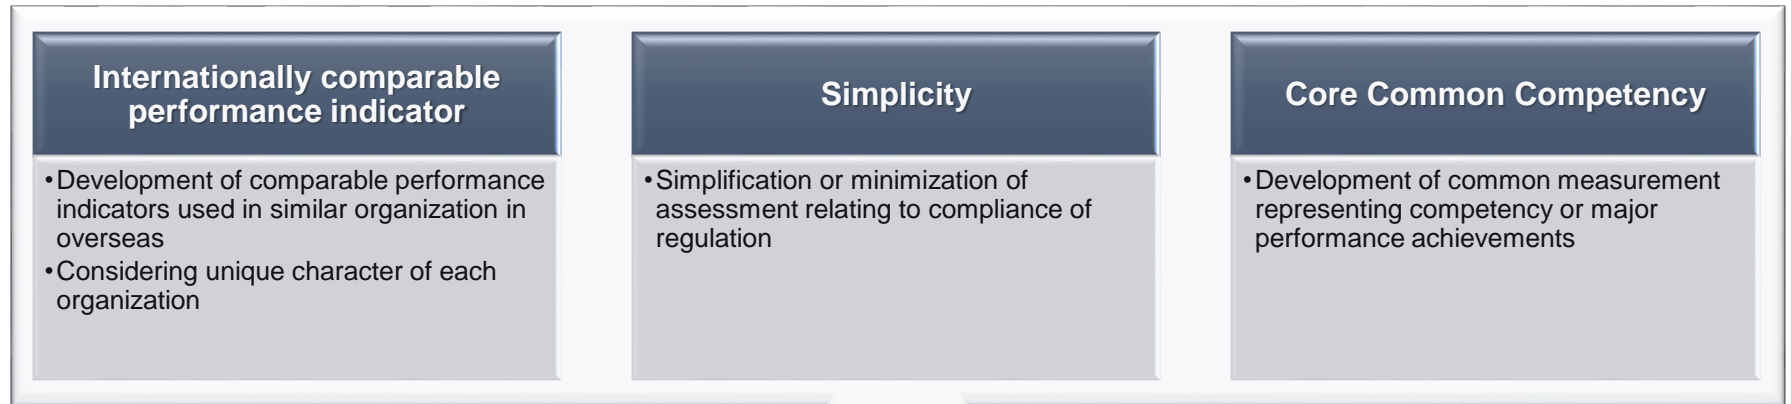 Internationally comparable
performance indicator
•Development of comparable performance
indicators used in similar organization in
overseas
•Considering unique character of each
organization
Simplicity
•Simplification or minimization of
assessment relating to compliance of
regulation
Core Common Competency
•Development of common measurement
representing competency or major
performance achievements